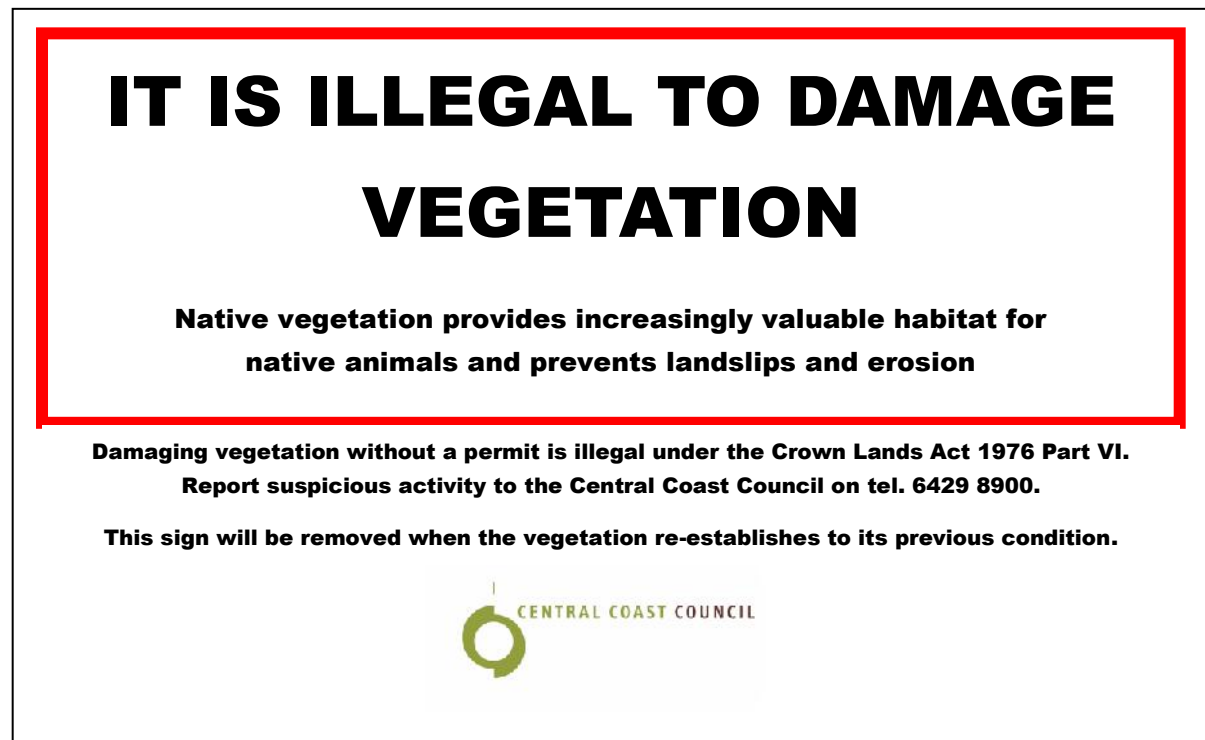 IT IS ILLEGAL TO DAMAGE
VEGETATION
Native vegetation provides increasingly valuable habitat for
native animals and prevents landslips and erosion
Damaging vegetation without a permit is illegal under the Crown Lands Act 1976 Part VI.
Report suspicious activity to the Central Coast Council on tel. 6429 8900.
This sign will be removed when the vegetation re-establishes to its previous condition.
CENTRAL COAST COUNCIL